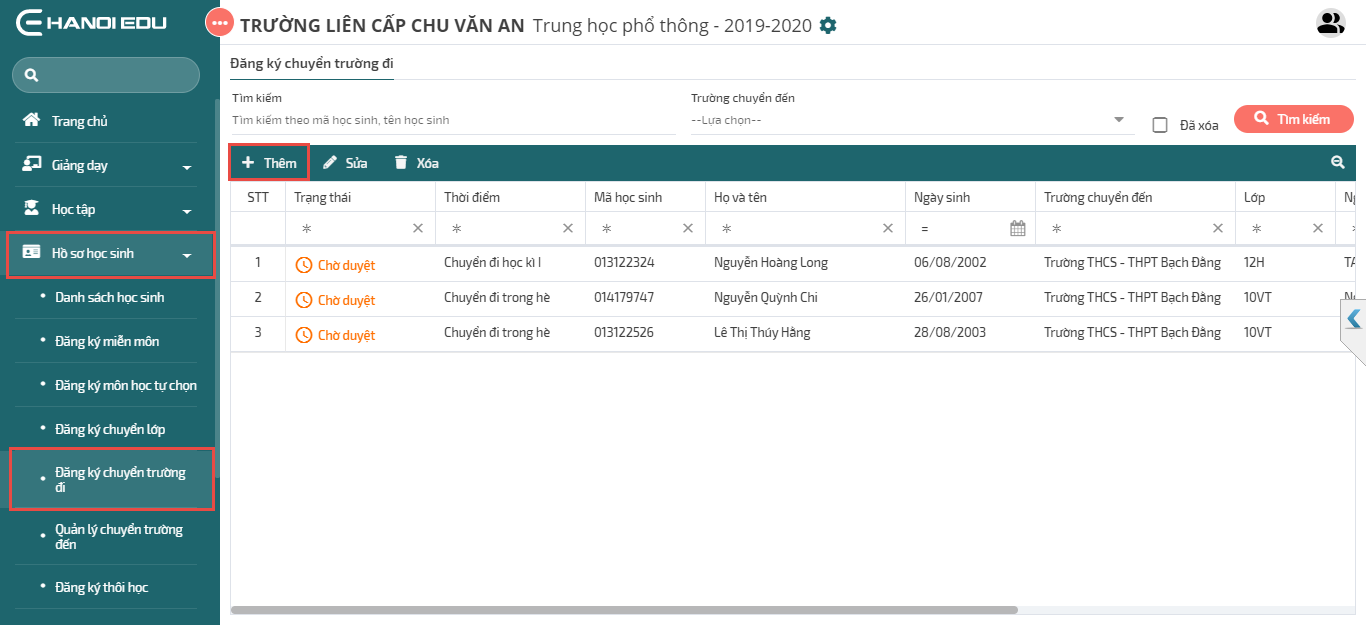 HANOI EDU
TRƯỜNG LIÊN CẤP CHU VĂN AN Trung học phổ thông - 2019-2020
Trang chủ
Giảng dạy
Học tập
Hồ sơ học sinh
Danh sách học sinh
Đăng ký miễn môn
Đăng ký môn học tự chọn
Đăng ký chuyển lớp
Đăng ký chuyển trường
đi
Quản lý chuyển trường
đến
Đăng ký thôi học
Đăng ký chuyển trường đi
Tìm kiếm
Trường chuyển đến
Tìm kiếm theo mã học sinh, tên học sinh
--Lựa chọn--
Đã xóa
Tìm kiếm
Thêm Sửa Xóa
STT Trạng thái Thời điểm Mã học sinh Họ và tên Ngày sinh Trường chuyển đến Lớp
* * * * = * *
1 Chờ duyệt Chuyển đi học kì I 013122324 Nguyễn Hoàng Long 06/08/2002 Trường THCS - THPT Bạch Đằng 12H
2 Chờ duyệt Chuyển đi trong hè 014179747 Nguyễn Quỳnh Chi 26/01/2007 Trường THCS - THPT Bạch Đằng 10VT
3 Chờ duyệt Chuyển đi trong hè 013122526 Lê Thị Thúy Hằng 28/08/2003 Trường THCS - THPT Bạch Đằng 10VT